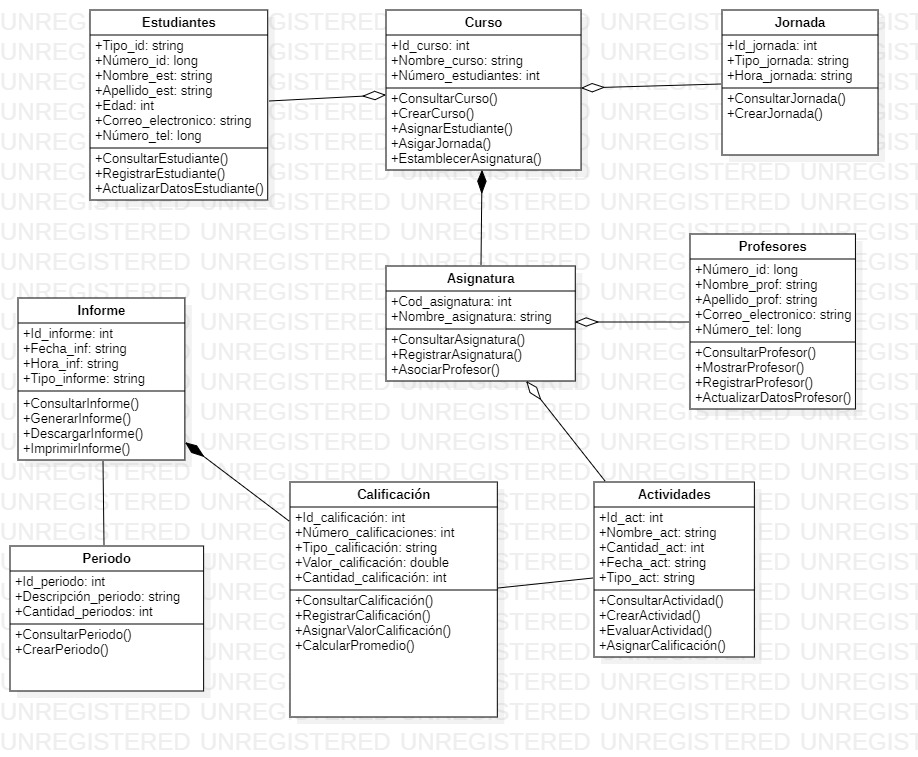 Estudiantes
+Tipo_id: string
+Número_id: long
+Nombre_est: string
+Apellido_est: string
+Edad: int
+Correo_electronico: string
+Número_tel: long
+ConsultarEstudiante()
+RegistrarEstudiante()
+ActualizarDatosEstudiante()
Curso
+Id_curso: int
+Nombre_curso: string
+Número_estudiantes: int
+ConsultarCurso()
+CrearCurso()
+AsignarEstudiante()
+AsigarJornada()
+EstamblecerAsignatura()
Jornada
+Id_jornada: int
+Tipo_jornada: string
+Hora_jornada: string
+ConsultarJornada()
+CrearJornada()
Asignatura
+Cod_asignatura: int
+Nombre_asignatura: string
+ConsultarAsignatura()
+RegistrarAsignatura()
+AsociarProfesor()
Profesores
+Número_id: long
+Nombre_prof: string
+Apellido_prof: string
+Correo_electronico: string
+Número_tel: long
+ConsultarProfesor()
+MostrarProfesor()
+RegistrarProfesor()
+ActualizarDatosProfesor()
Informe
+Id_informe: int
+Fecha_inf: string
+Hora_inf: string
+Tipo_informe: string
+ConsultarInforme()
+GenerarInforme()
+DescargarInforme()
+ImprimirInforme()
Calificación
+Id_calificación: int
+Número_calificaciones: int
+Tipo_calificación: string
+Valor_calificación: double
+Cantidad_calificación: int
+ConsultarCalificación()
+RegistrarCalificación()
+AsignarValorCalificación()
+CalcularPromedio()
Actividades
+Id_act: int
+Nombre_act: string
+Cantidad_act: int
+Fecha_act: string
+Tipo_act: string
+ConsultarActividad()
+CrearActividad()
+EvaluarActividad()
+AsignarCalificación()
Periodo
+Id_periodo: int
+Descripción_periodo: string
+Cantidad_periodos: int
+ConsultarPeriodo()
+CrearPeriodo()
UNREGISTERED